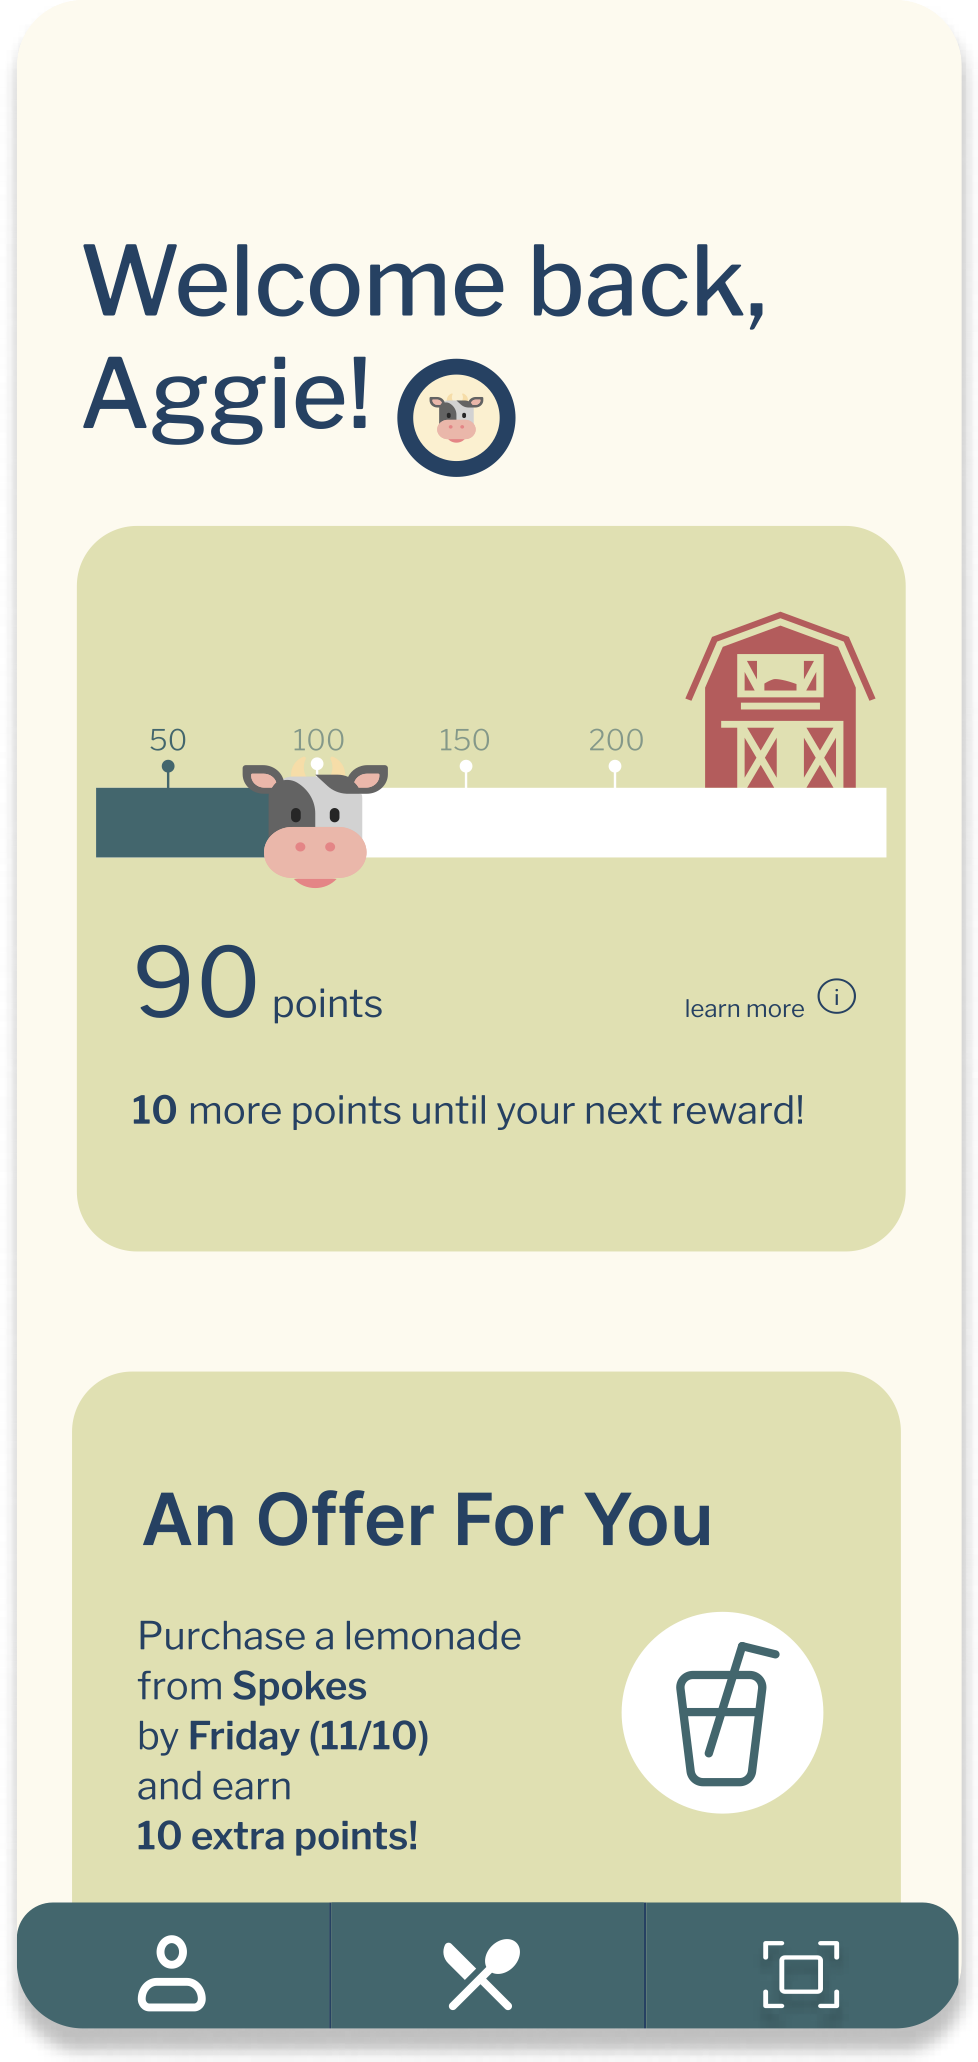 Welcome back,
Aggie!
50 100 150 200
90 points
learn more i
10 more points until your next reward!
An Offer For You
Purchase a lemonade
from Spokes
by Friday (11/10)
and earn
10 extra points!